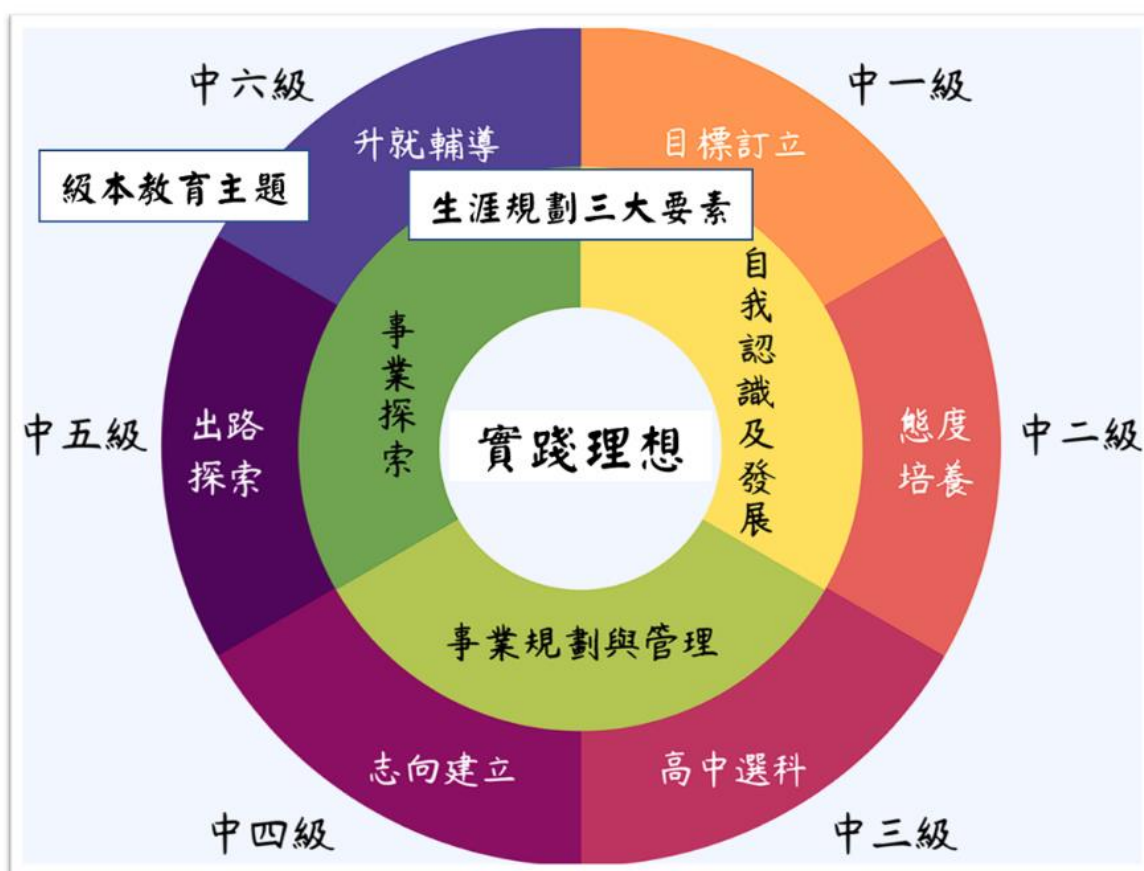 中六級
中一級
升就輔導
目標訂立
級本教育主題
生涯規劃三大要素
自我認識及發展
事業探索
實踐理想
中五級
出路
探索
態度
培養
中二級
事業規劃與管理
志向建立
高中選科
中四級
中三級